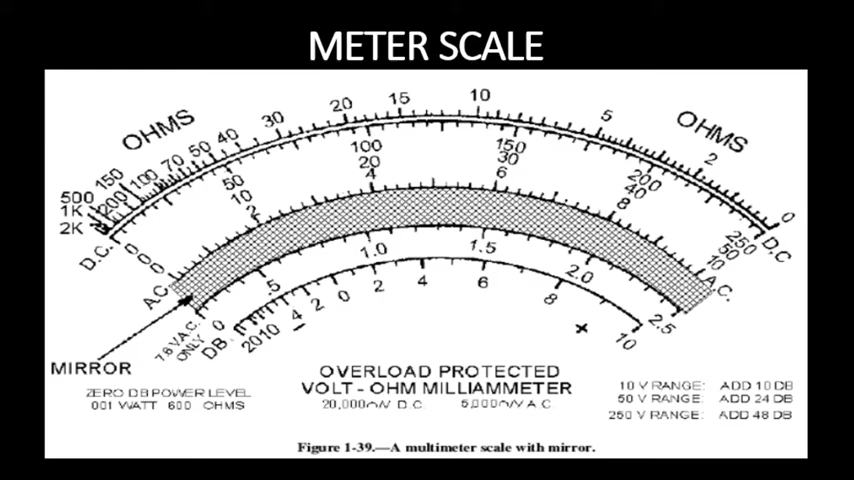 METER SCALE
OHMS
OHMS
500 150 100 70 50 40 30 20 15 10 5 2 0
1K 200
2K
D.C. 0 50 100 150 200 250 D.C
0 10 20 30 40 50
0 2 4 6 8 10
A.C A.C.
0 .5 1.0 1.5 2.0 2.5
7.8 V.A.C.
ONLY
DB. 20 10 4 2 0 2 4 6 8 10
− +
MIRROR
ZERO DB POWER LEVEL
001 WATT 600 OHMS
OVERLOAD PROTECTED
VOLT - OHM MILLIAMMETER
20,000 D.C. 5,000 A.C.
10 V RANGE: ADD 10 DB
50 V RANGE: ADD 24 DB
250 V RANGE: ADD 48 DB
Figure 1-39.—A multimeter scale with mirror.